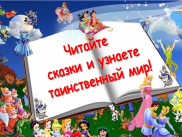 Читайте
сказки и узнаете
таинственный мир!